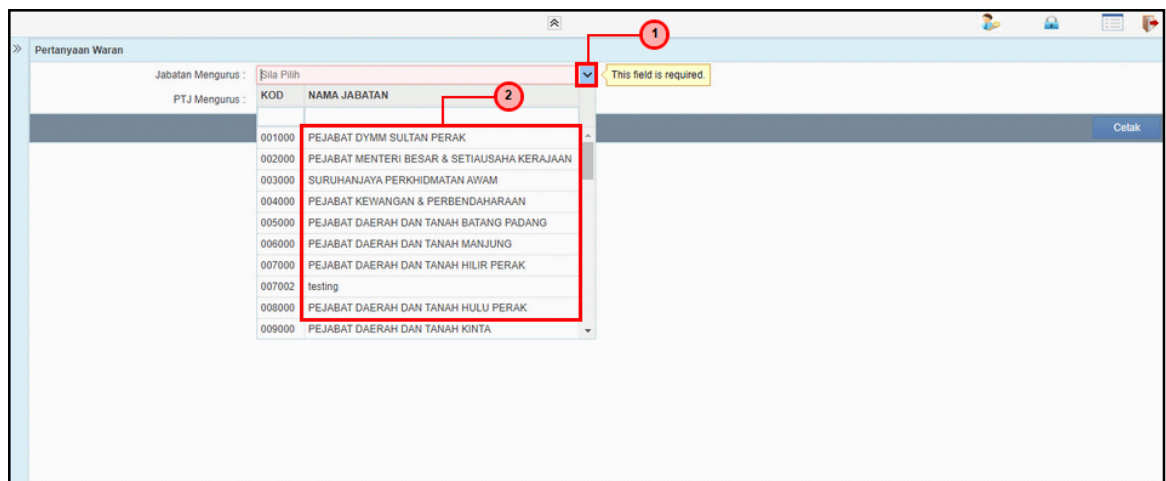 1
Pertanyaan Waran
Jabatan Mengurus : Sila Pilih This field is required.
PTJ Mengurus : KOD NAMA JABATAN
2
Cetak
001000 PEJABAT DYMM SULTAN PERAK
002000 PEJABAT MENTERI BESAR & SETIAUSAHA KERAJAAN
003000 SURUHANJAYA PERKHIDMATAN AWAM
004000 PEJABAT KEWANGAN & PERBENDAHARAAN
005000 PEJABAT DAERAH DAN TANAH BATANG PADANG
006000 PEJABAT DAERAH DAN TANAH MANJUNG
007000 PEJABAT DAERAH DAN TANAH HILIR PERAK
007002 testing
008000 PEJABAT DAERAH DAN TANAH HULU PERAK
009000 PEJABAT DAERAH DAN TANAH KINTA